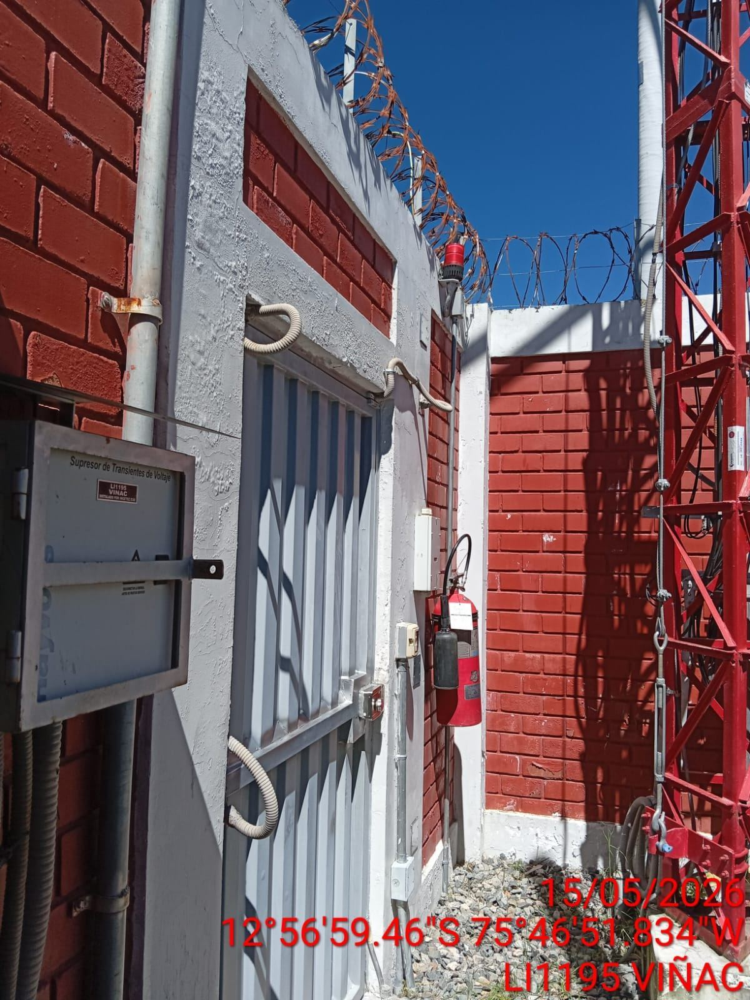 Supresor de Transientes de Voltaje
LI1195
VINAC
15/05/2026
12°56'59.46"S 75°46'51.834"W
LI1195 VIÑAC